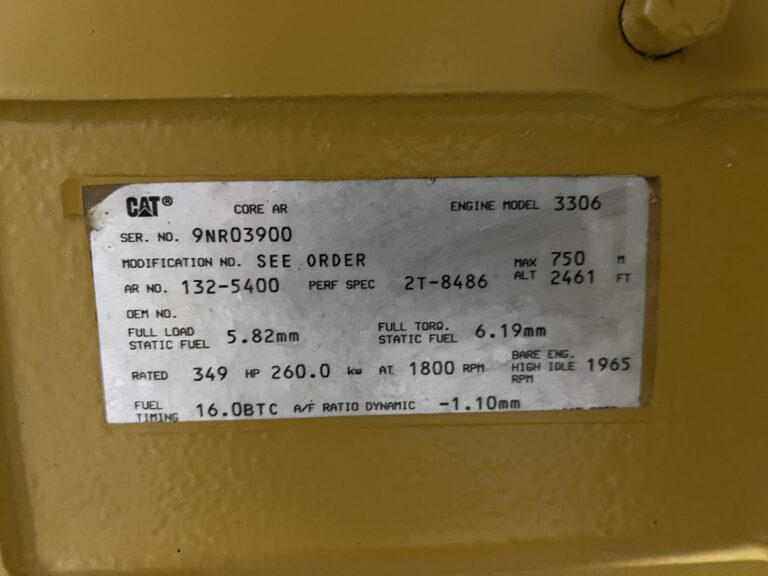 CAT® CORE AR ENGINE MODEL 3306
SER. NO. 9NR03900
MODIFICATION NO. SEE ORDER MAX ALT 750 M 2461 FT
AR NO. 132-5400 PERF SPEC 2T-8486
OEM NO.
FULL LOAD STATIC FUEL 5.82mm FULL TORQ. STATIC FUEL 6.19mm
RATED 349 HP 260.0 kw AT 1800 RPM BARE ENG. HIGH IDLE RPM 1965
FUEL TIMING 16.0BTC A/F RATIO DYNAMIC -1.10mm